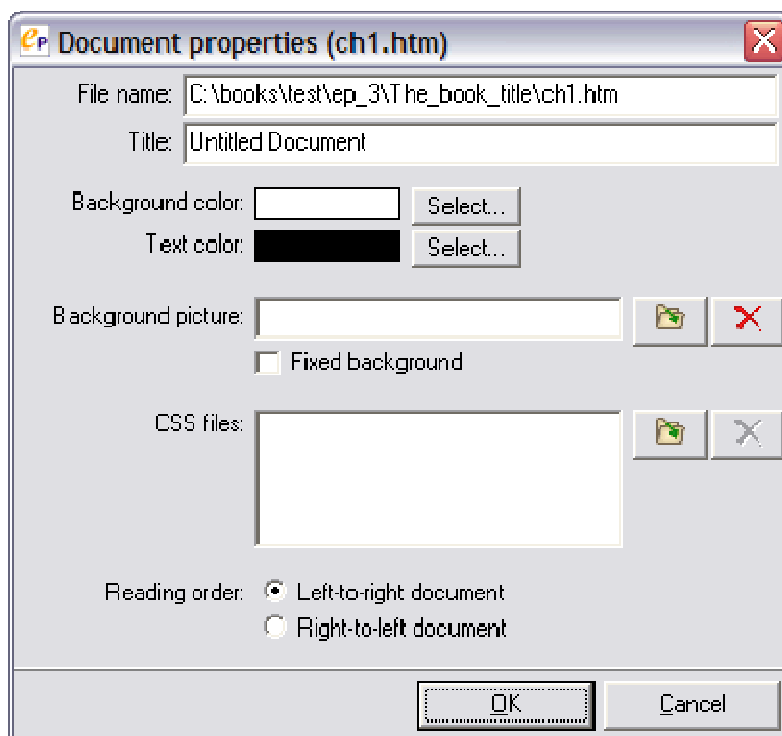 eP Document properties (ch1.htm)
File name: C:\books\test\ep_3\The_book_title\ch1.htm
Title: Untitled Document
Background color: Select...
Text color: Select...
Background picture:
Fixed background
CSS files:
Reading order: Left-to-right document
Right-to-left document
OK Cancel